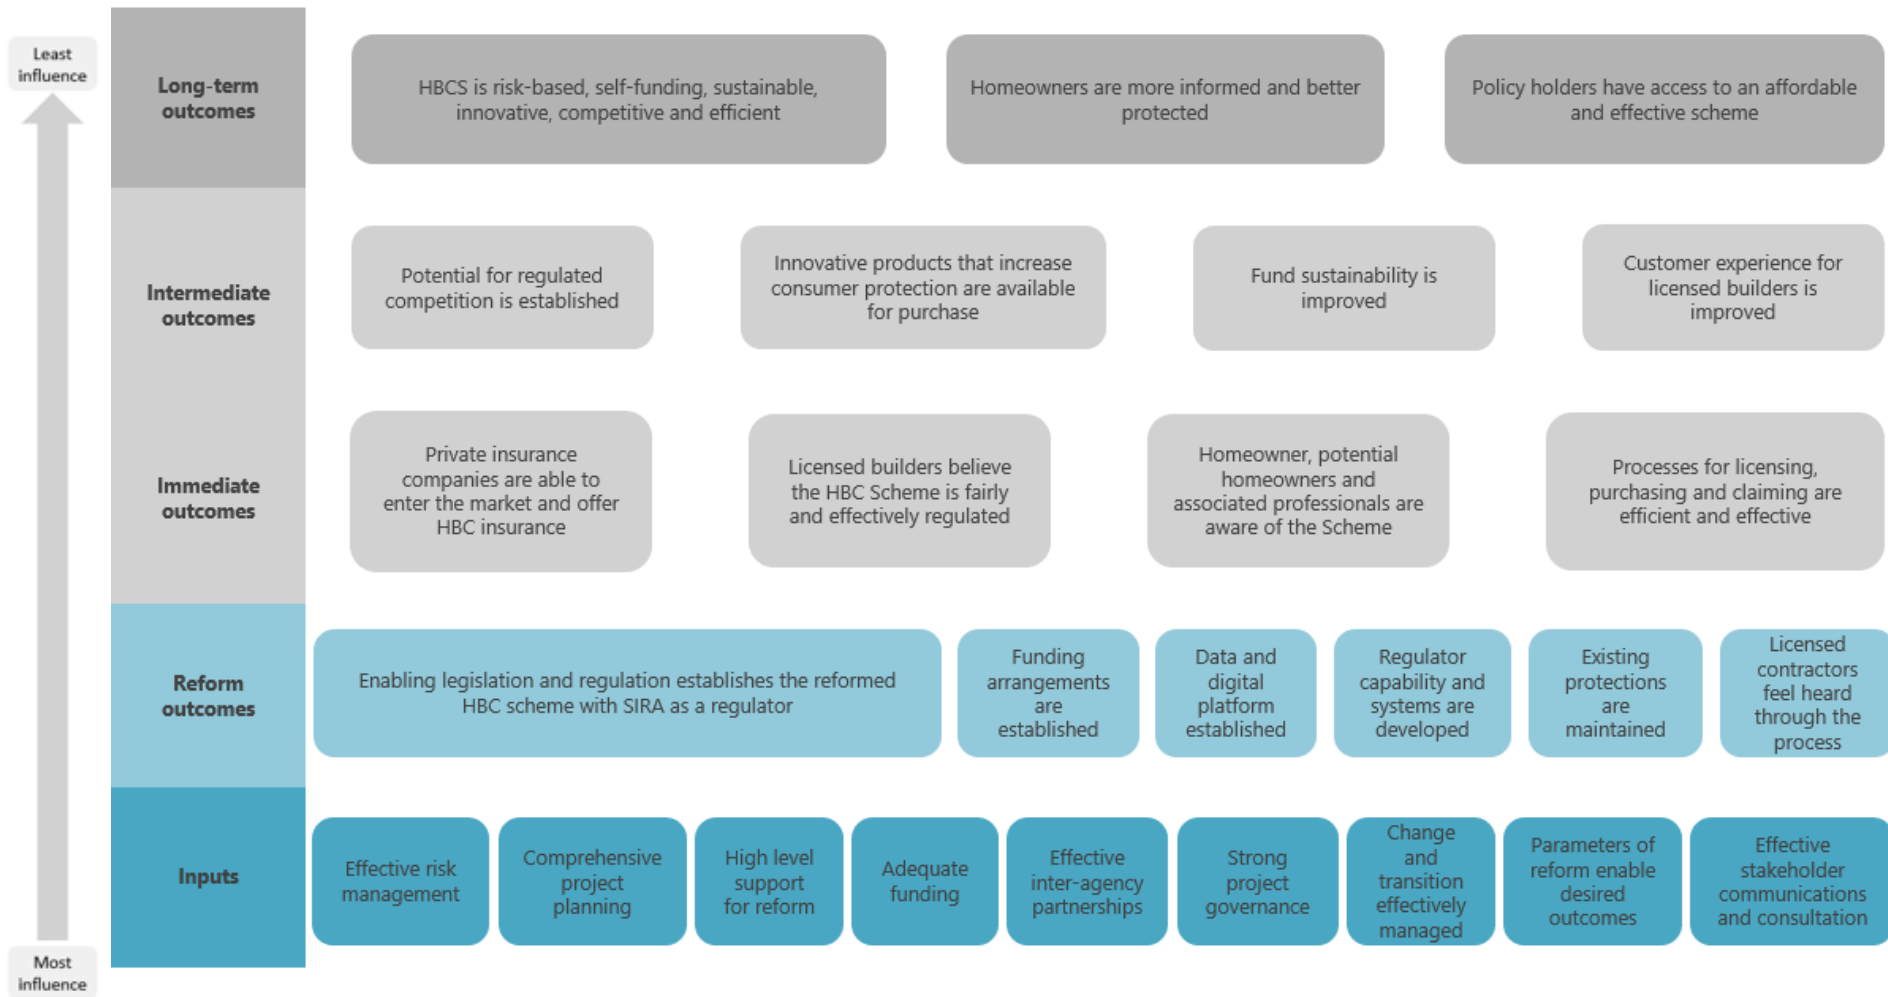 Least
influence
Long-term
outcomes
HBCS is risk-based, self-funding, sustainable,
innovative, competitive and efficient
Homeowners are more informed and better
protected
Policy holders have access to an affordable
and effective scheme
Intermediate
outcomes
Potential for regulated
competition is established
Innovative products that increase
consumer protection are available
for purchase
Fund sustainability is
improved
Customer experience for
licensed builders is
improved
Immediate
outcomes
Private insurance
companies are able to
enter the market and offer
HBC insurance
Licensed builders believe
the HBC Scheme is fairly
and effectively regulated
Homeowner, potential
homeowners and
associated professionals are
aware of the Scheme
Processes for licensing,
purchasing and claiming are
efficient and effective
Reform
outcomes
Enabling legislation and regulation establishes the reformed
HBC scheme with SIRA as a regulator
Funding
arrangements
are
established
Data and
digital
platform
established
Regulator
capability and
systems are
developed
Existing
protections
are
maintained
Licensed
contractors
feel heard
through the
process
Inputs
Effective risk
management
Comprehensive
project
planning
High level
support
for reform
Adequate
funding
Effective
inter-agency
partnerships
Strong
project
governance
Change
and
transition
effectively
managed
Parameters of
reform enable
desired
outcomes
Effective
stakeholder
communications
and consultation
Most
influence